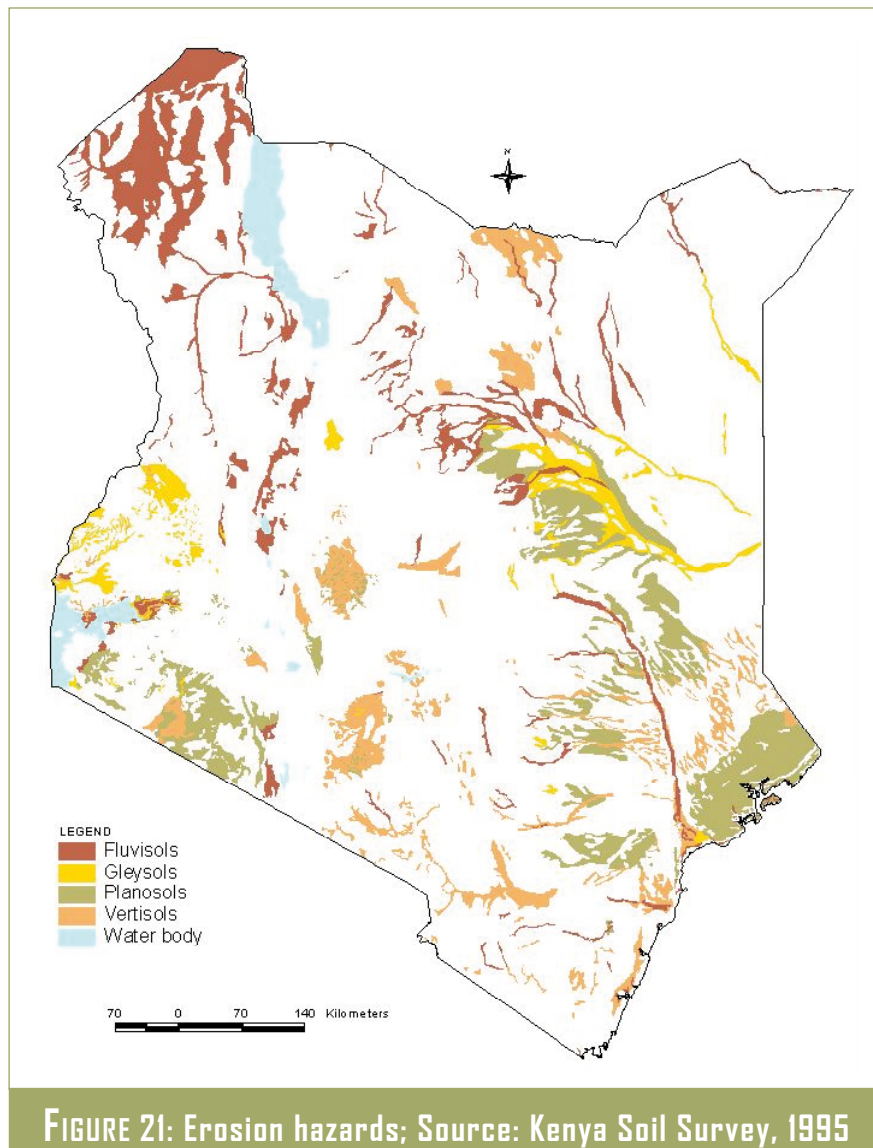 N
LEGEND
Fluvisols
Gleysols
Planosols
Vertisols
Water body
70 0 70 140 Kilometers
FIGURE 21: Erosion hazards; Source: Kenya Soil Survey, 1995